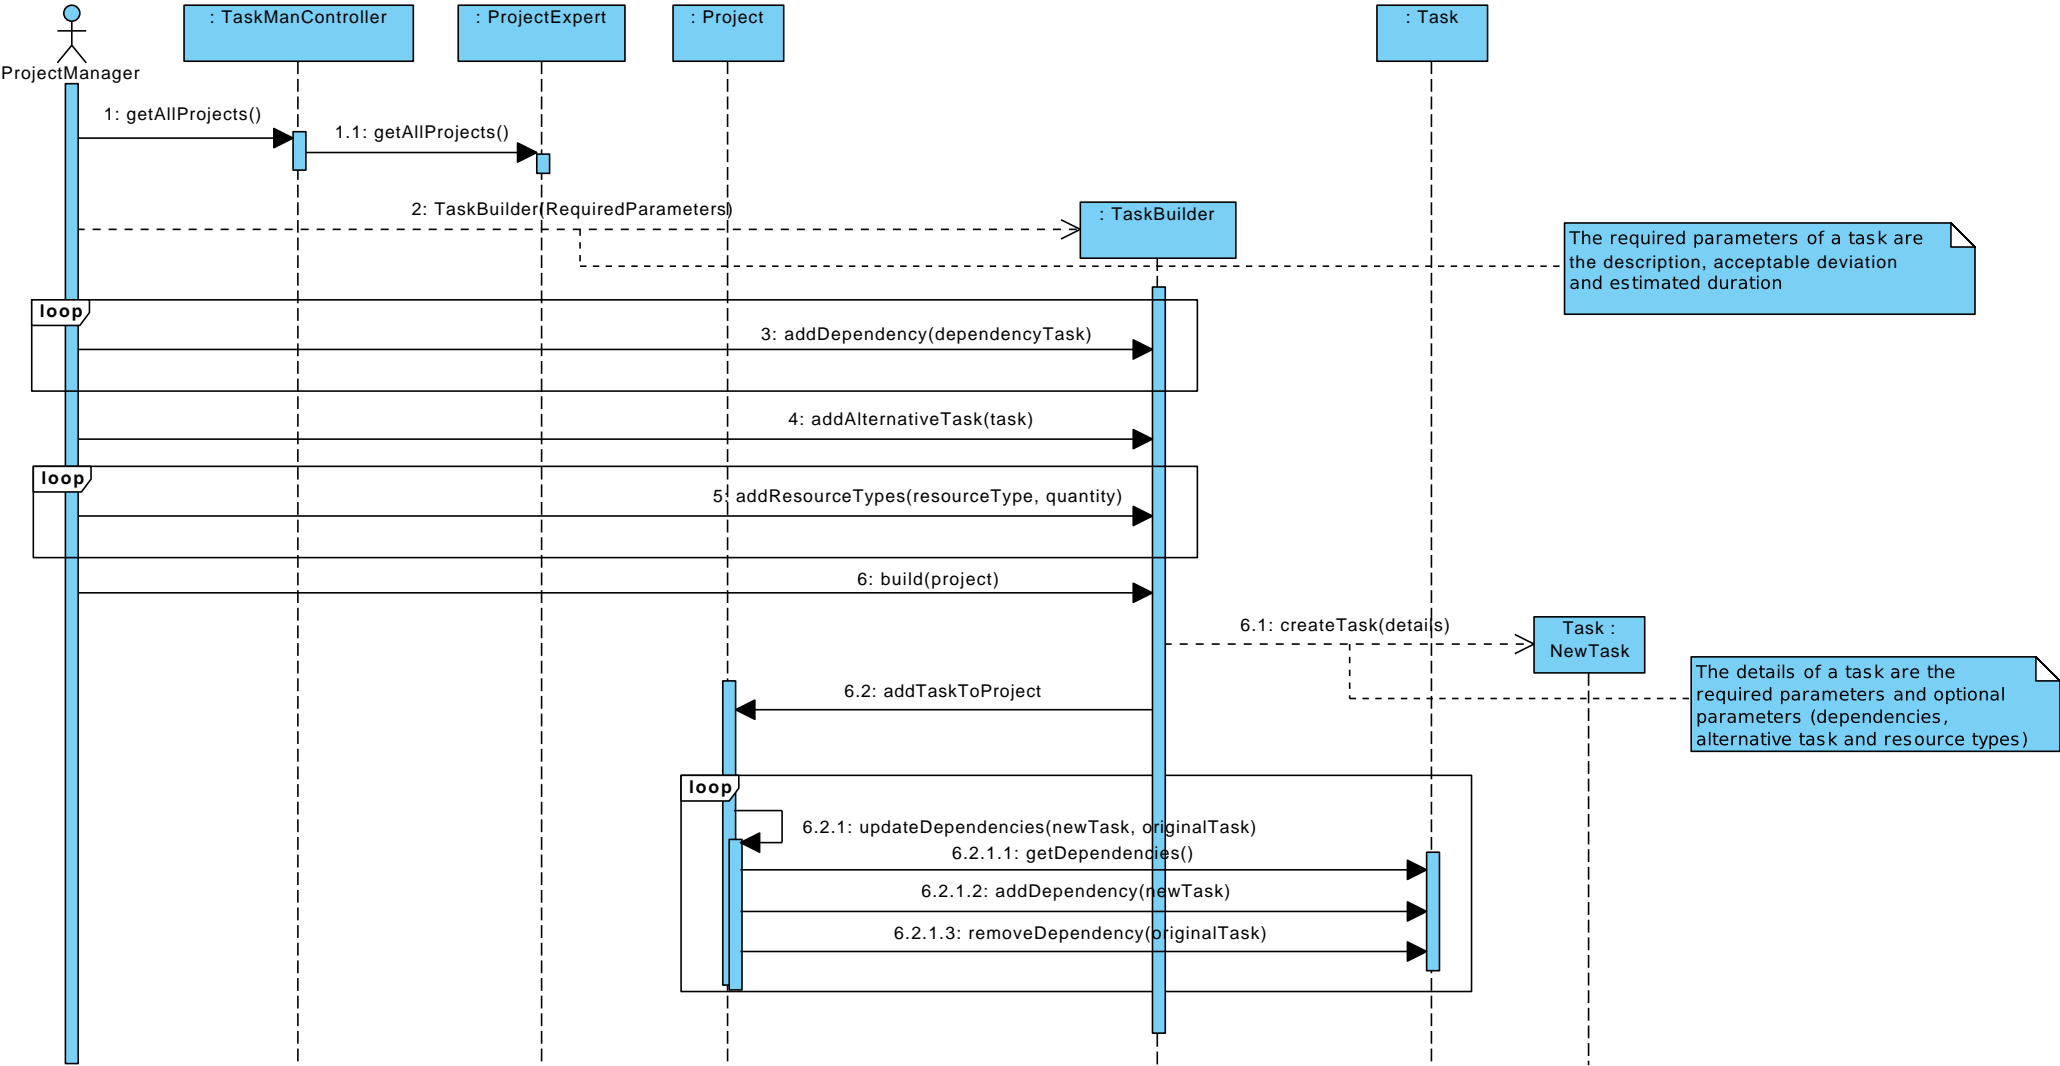 : TaskManController
: ProjectExpert
: Project
: Task
ProjectManager
1: getAllProjects()
1.1: getAllProjects()
2: TaskBuilder(RequiredParameters)
: TaskBuilder
The required parameters of a task are
the description, acceptable deviation
and estimated duration
loop
3: addDependency(dependencyTask)
4: addAlternativeTask(task)
loop
5: addResourceTypes(resourceType, quantity)
6: build(project)
6.1: createTask(details)
Task :
NewTask
The details of a task are the
required parameters and optional
parameters (dependencies,
alternative task and resource types)
6.2: addTaskToProject
loop
6.2.1: updateDependencies(newTask, originalTask)
6.2.1.1: getDependencies()
6.2.1.2: addDependency(newTask)
6.2.1.3: removeDependency(originalTask)